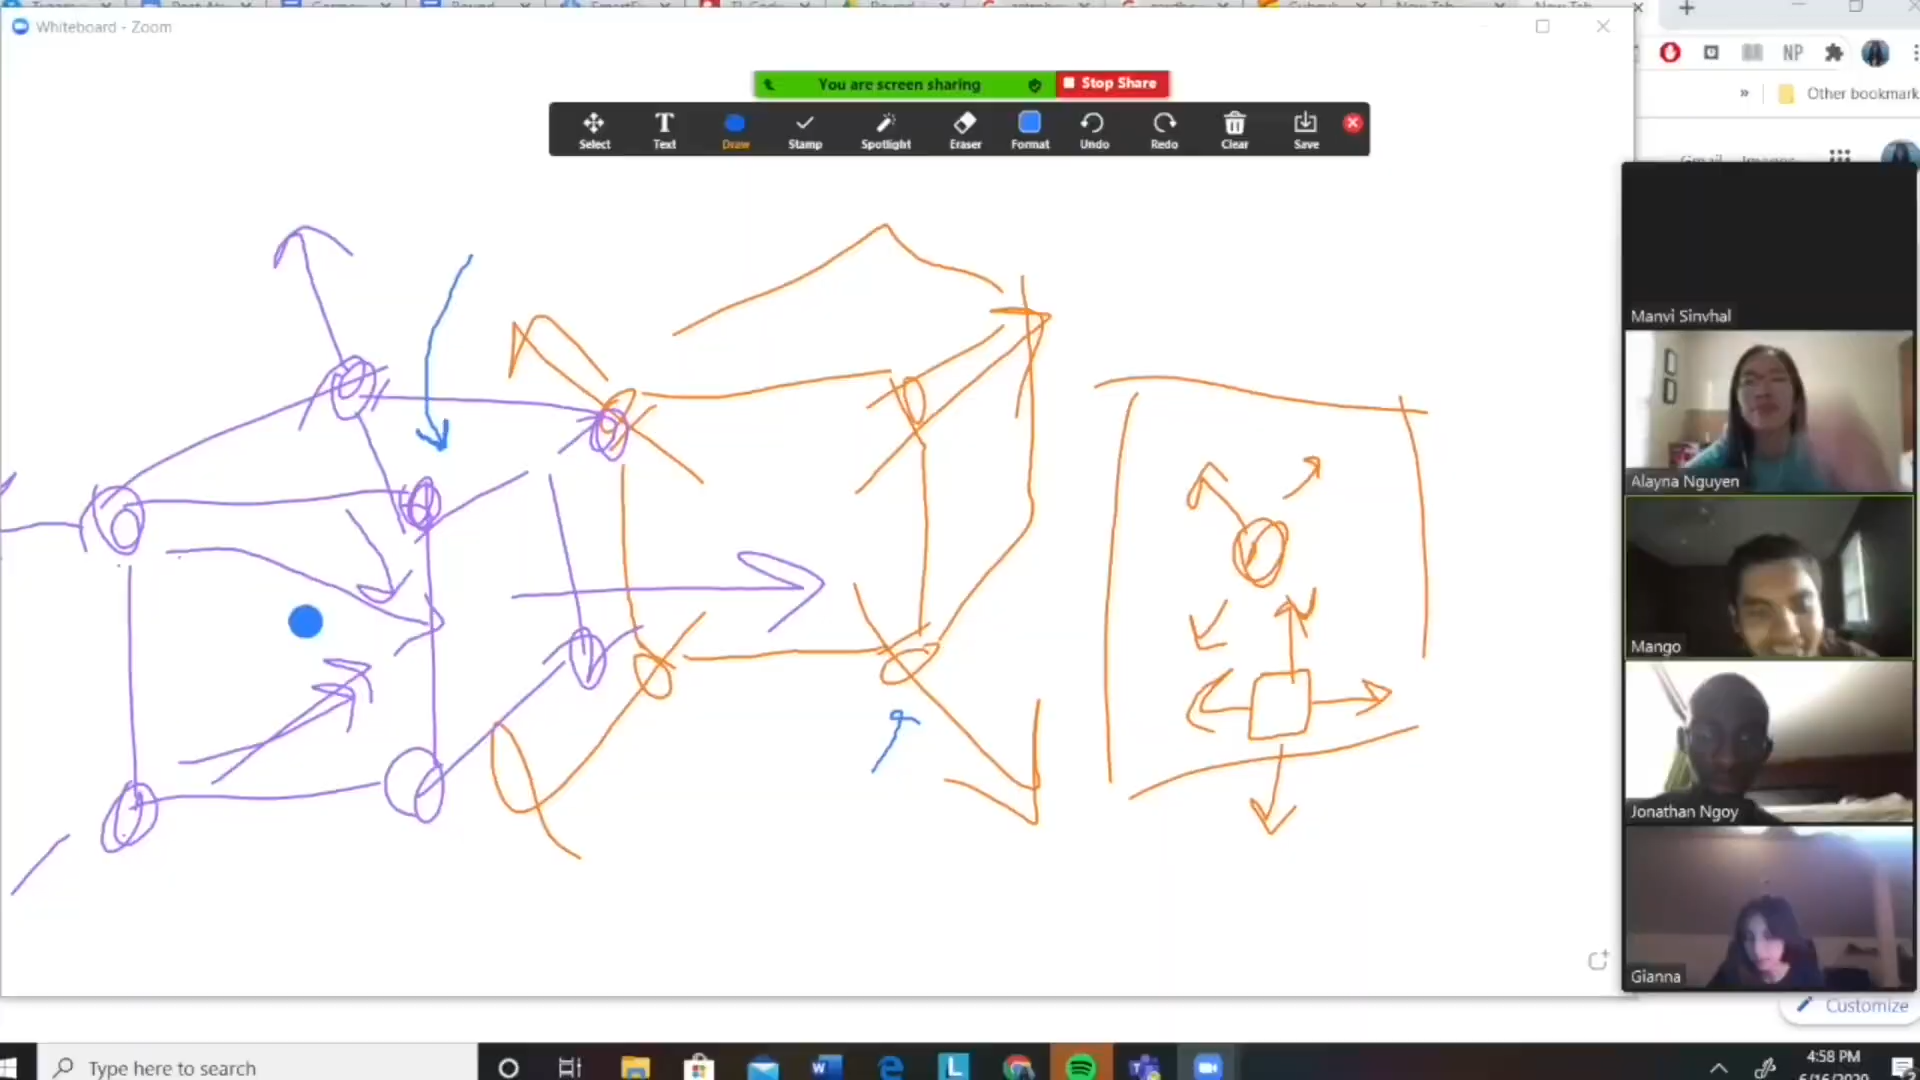 Whiteboard - Zoom
You are screen sharing
Stop Share
Select
Text
Draw
Stamp
Spotlight
Eraser
Format
Undo
Redo
Clear
Save
NP
»
Other bookmark
Manvi Sinvhal
Alayna Nguyen
Mango
Jonathan Ngoy
Gianna
Customize
Type here to search
4:58 PM